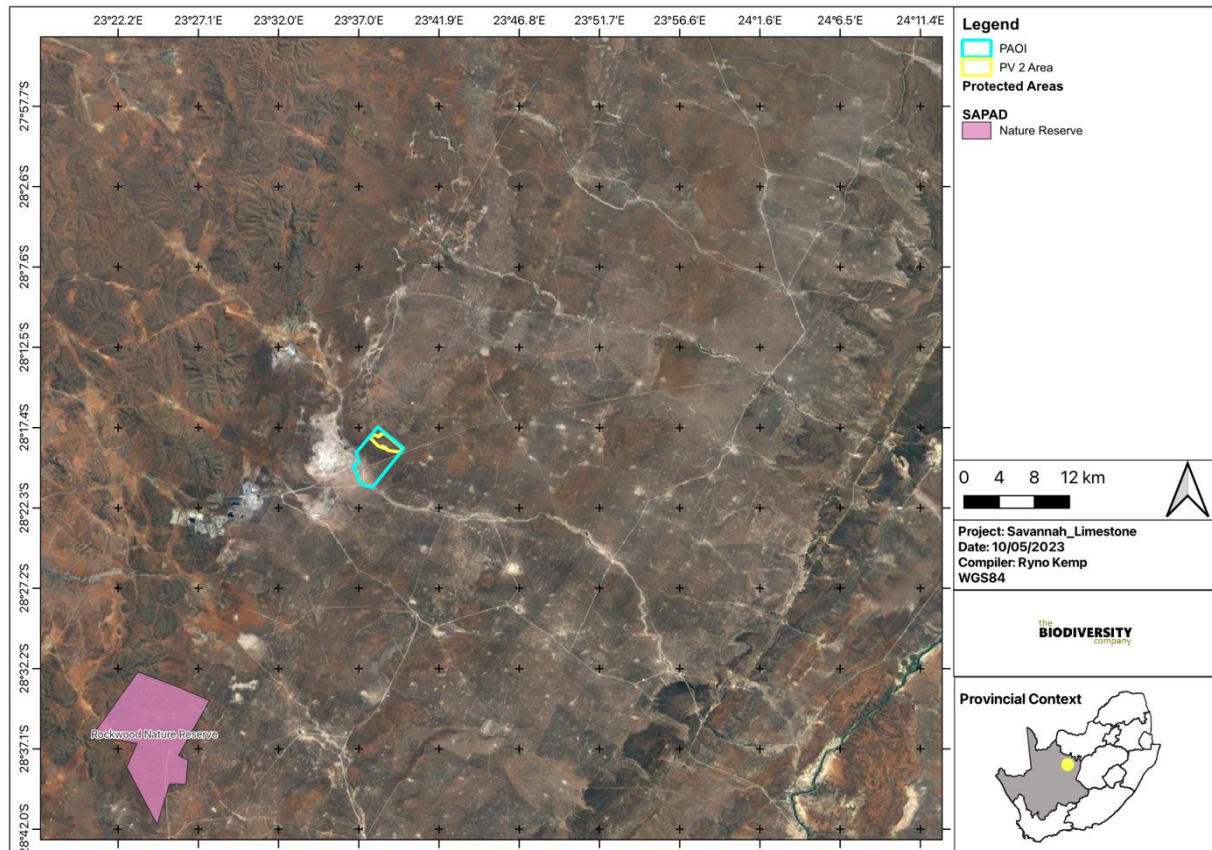 23°22.2'E 23°27.1'E 23°32.0'E 23°37.0'E 23°41.9'E 23°46.8'E 23°51.7'E 23°56.6'E 24°1.6'E 24°6.5'E 24°11.4'E
27°57.7'S
28°2.6'S
28°7.6'S
28°12.5'S
28°17.4'S
28°22.3'S
28°27.2'S
28°32.2'S
28°37.1'S
28°42.0'S
Rockwood Nature Reserve
Legend
PAOI
PV 2 Area
Protected Areas
SAPAD
Nature Reserve
0 4 8 12 km
Project: Savannah_Limestone
Date: 10/05/2023
Compiler: Ryno Kemp
WGS84
the
BIODIVERSITY
company
Provincial Context